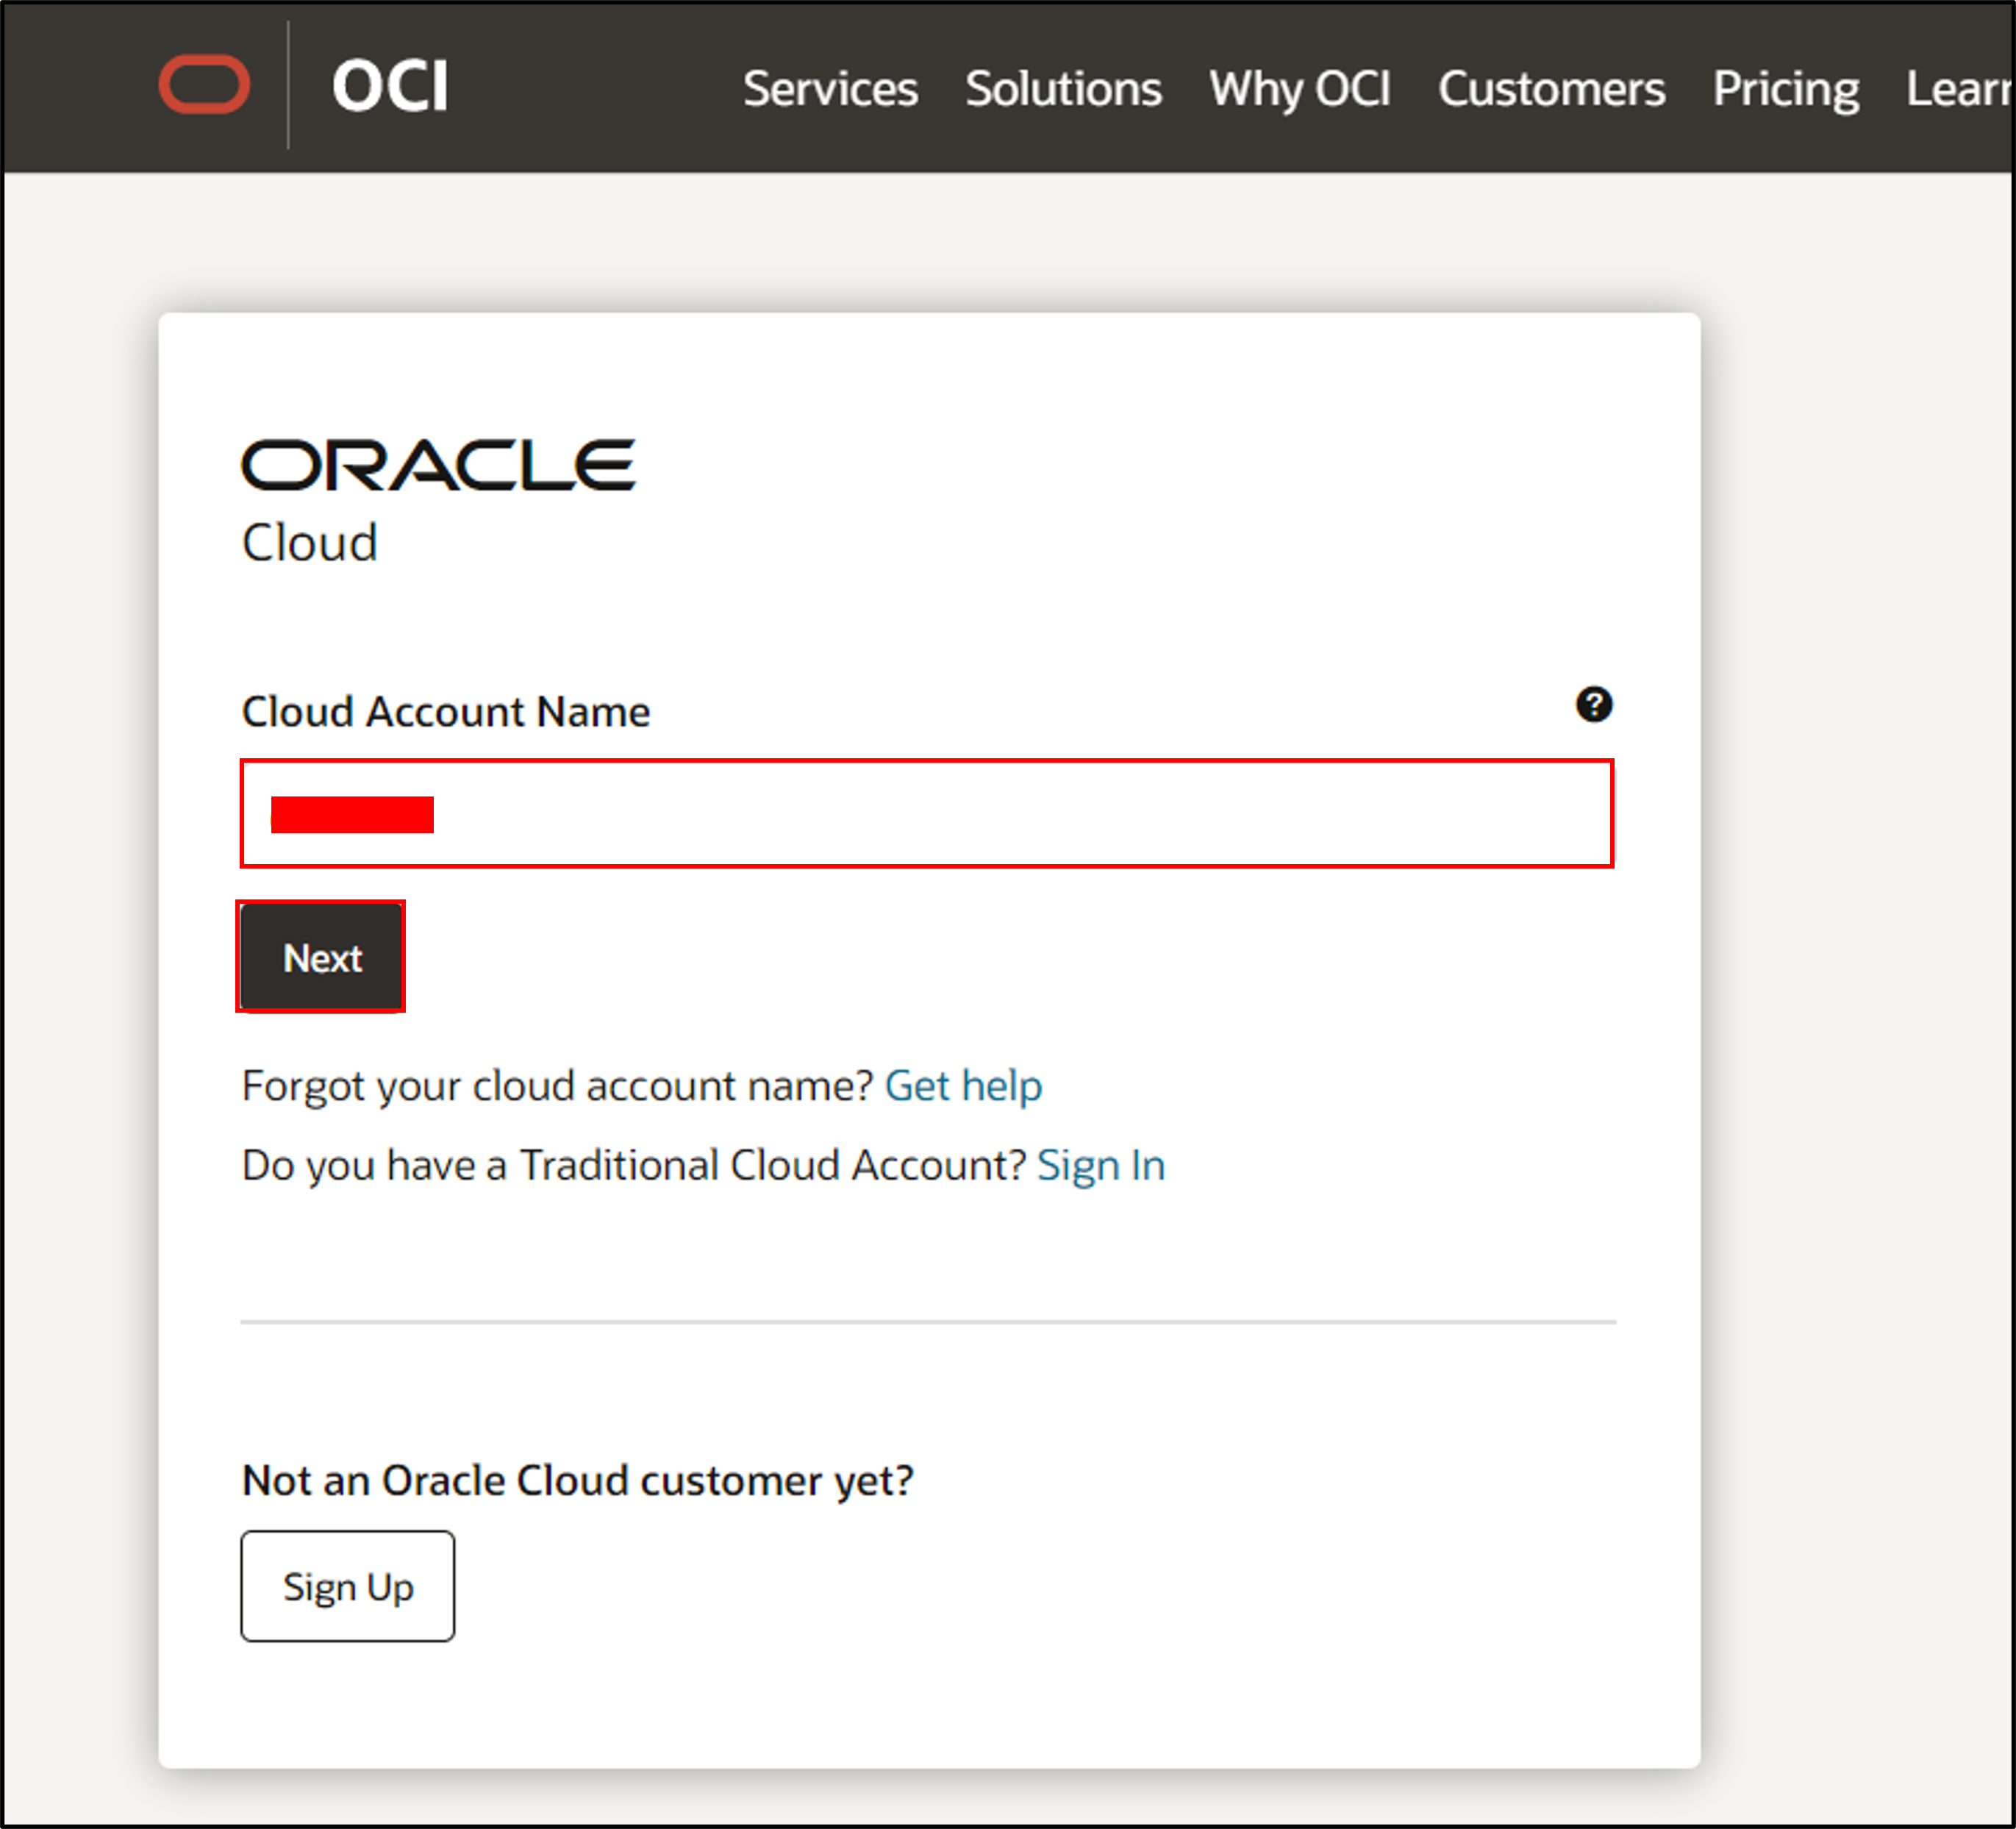 OCI Services Solutions Why OCI Customers Pricing Lear
ORACLE
Cloud
Cloud Account Name ?
Next
Forgot your cloud account name? Get help
Do you have a Traditional Cloud Account? Sign In
Not an Oracle Cloud customer yet?
Sign Up